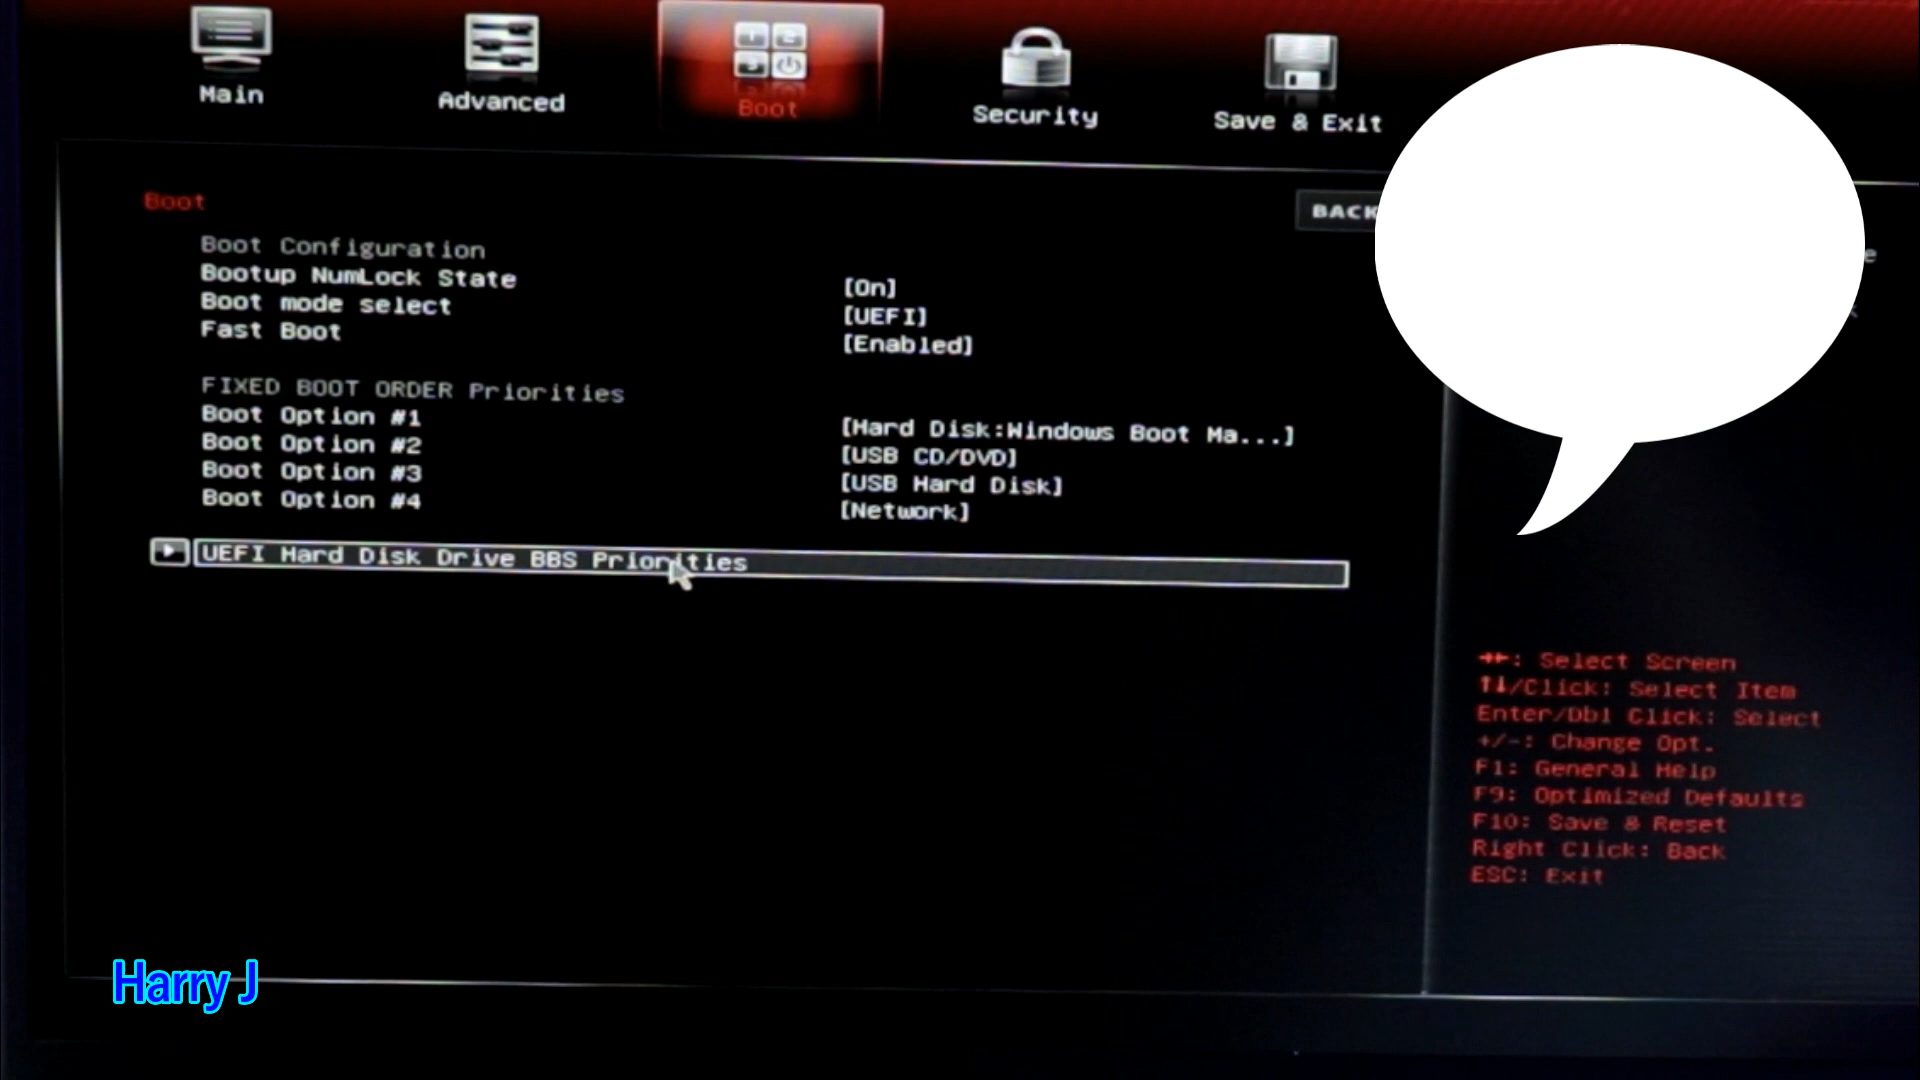 Main
Advanced
Boot
Security
Save & Exit
Boot
BACK
Boot Configuration
Bootup NumLock State [On]
Boot mode select [UEFI]
Fast Boot [Enabled]
FIXED BOOT ORDER Priorities
Boot Option #1 [Hard Disk:Windows Boot Ma...]
Boot Option #2 [USB CD/DVD]
Boot Option #3 [USB Hard Disk]
Boot Option #4 [Network]
UEFI Hard Disk Drive BBS Priorities
→←: Select Screen
↑↓/Click: Select Item
Enter/Dbl Click: Select
+/-: Change Opt.
F1: General Help
F9: Optimized Defaults
F10: Save & Reset
Right Click: Back
ESC: Exit
Harry J